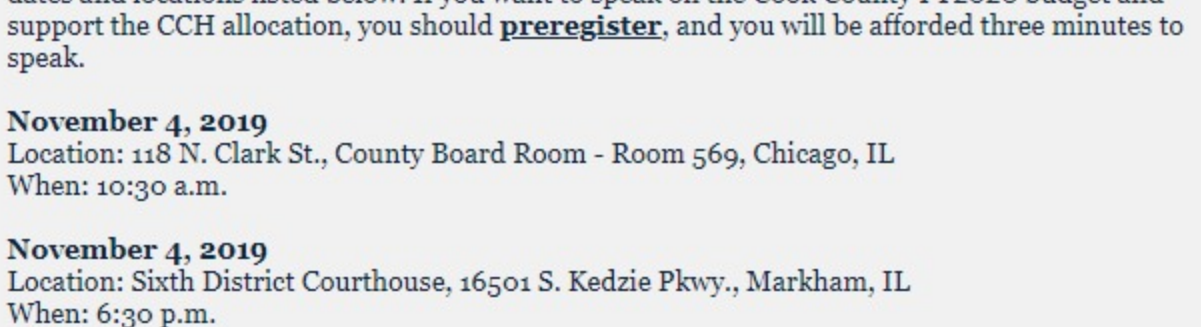 support the CCH allocation, you should preregister, and you will be afforded three minutes to
speak.
November 4, 2019
Location: 118 N. Clark St., County Board Room - Room 569, Chicago, IL
When: 10:30 a.m.
November 4, 2019
Location: Sixth District Courthouse, 16501 S. Kedzie Pkwy., Markham, IL
When: 6:30 p.m.